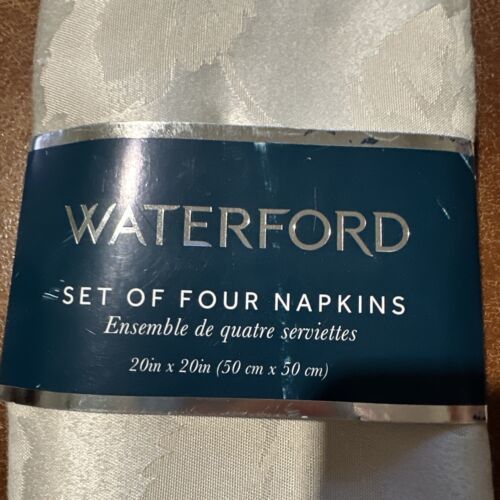 WATERFORD
SET OF FOUR NAPKINS
Ensemble de quatre serviettes
20in x 20in (50 cm x 50 cm)